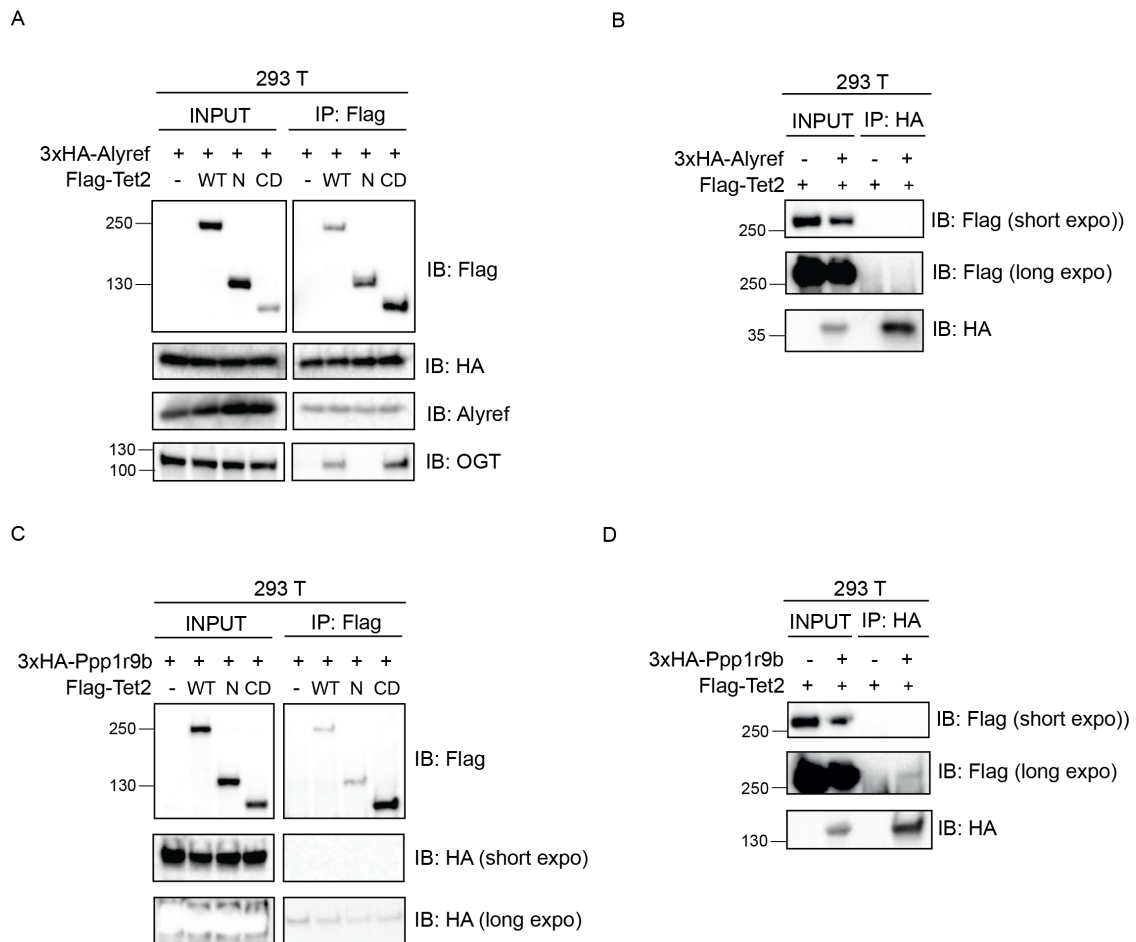 A
293 T
INPUT IP: Flag
3xHA-Alyref + + + + + + + +
Flag-Tet2 - WT N CD - WT N CD
250
130
IB: Flag
IB: HA
IB: Alyref
130
100
IB: OGT
B
293 T
INPUT IP: HA
3xHA-Alyref - + - +
Flag-Tet2 + + + +
250
IB: Flag (short expo))
250
IB: Flag (long expo)
35
IB: HA
C
293 T
INPUT IP: Flag
3xHA-Ppp1r9b + + + + + + + +
Flag-Tet2 - WT N CD - WT N CD
250
130
IB: Flag
IB: HA (short expo)
IB: HA (long expo)
D
293 T
INPUT IP: HA
3xHA-Ppp1r9b - + - +
Flag-Tet2 + + + +
250
IB: Flag (short expo))
250
IB: Flag (long expo)
130
IB: HA